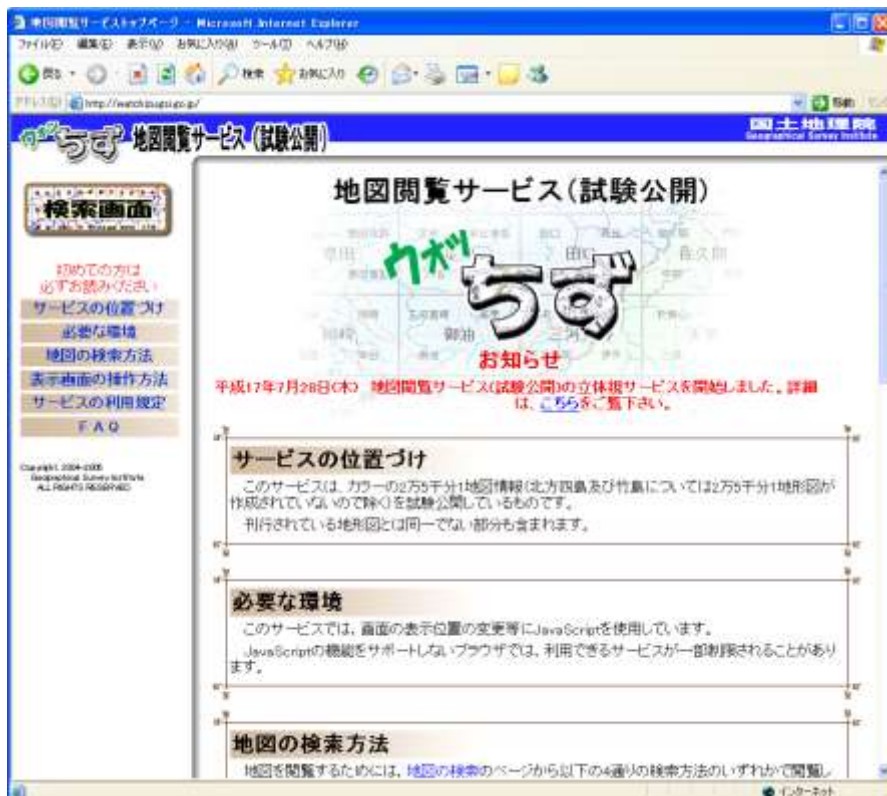 地図閲覧サービストップページ - Microsoft Internet Explorer
ファイル(F) 編集(E) 表示(V) お気に入り(A) ツール(T) ヘルプ(H)
戻る 検索 お気に入り
アドレス(D) http://watchizu.gsi.go.jp/ 移動
ウオッちず 地図閲覧サービス(試験公開)
国土地理院
Geographical Survey Institute
検索画面
初めての方は
必ずお読みください
サービスの位置づけ
必要な環境
地図の検索方法
表示画面の操作方法
サービスの利用規定
FAQ
Copyright. 2004-2005
Geographical Survey Institute
ALL RIGHTS RESERVED
地図閲覧サービス(試験公開)
ウオッちず
御油
お知らせ
平成17年7月28日(木) 地図閲覧サービス(試験公開)の立体視サービスを開始しました。詳細
は、こちらをご覧下さい。
サービスの位置づけ
このサービスは、カラーの2万5千分1地図情報(北方四島及び竹島については2万5千分1地形図が
作成されていないので除く)を試験公開しているものです。
刊行されている地形図とは同一でない部分も含まれます。
必要な環境
このサービスでは、画面の表示位置の変更等にJavaScriptを使用しています。
JavaScriptの機能をサポートしないブラウザでは、利用できるサービスが一部制限されることがあり
ます。
地図の検索方法
地図を閲覧するためには、地図の検索のページから以下の4通りの検索方法のいずれかで閲覧し
インターネット